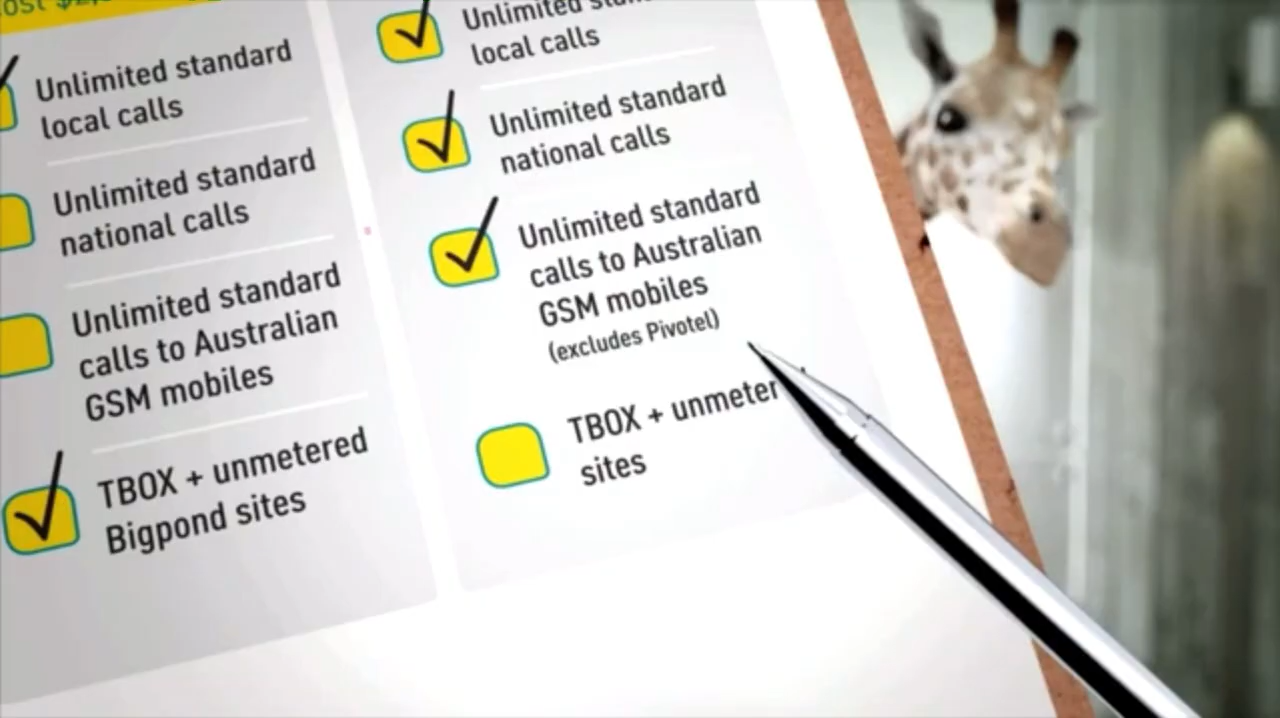 Unlimited standard
local calls
Unlimited standard
national calls
Unlimited standard
calls to Australian
GSM mobiles
TBOX + unmetered
Bigpond sites
Unlimited
local calls
Unlimited standard
national calls
Unlimited standard
calls to Australian
GSM mobiles
(excludes Pivotel)
TBOX +
sites